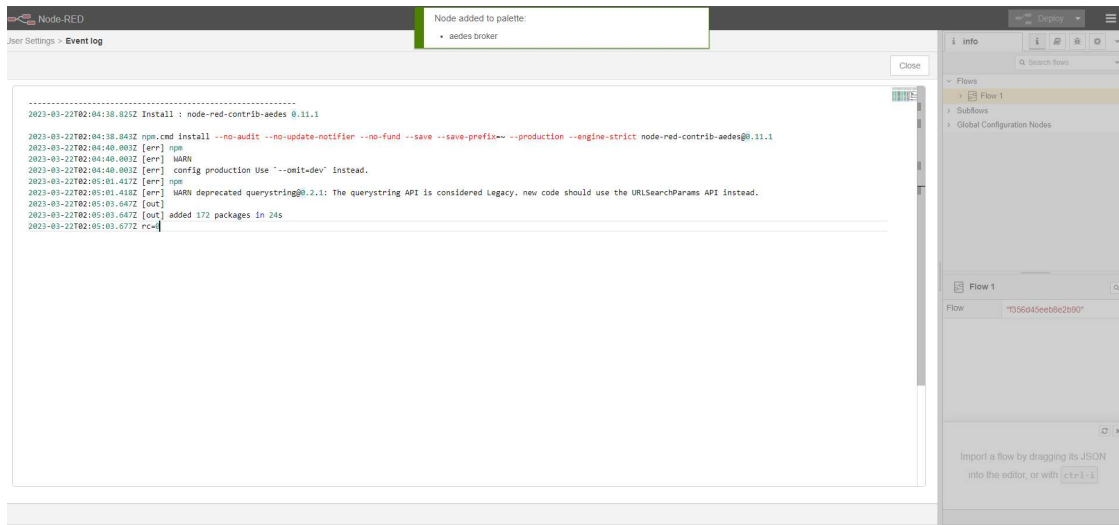 Node-RED
Node added to palette:
• aedes broker
Deploy
User Settings > Event log
i info
Close
Search flows
Flows
Flow 1
Subflows
Global Configuration Nodes
------------------------------------------------------------
2023-03-22T02:04:38.825Z Install : node-red-contrib-aedes 0.11.1
2023-03-22T02:04:38.843Z npm.cmd install --no-audit --no-update-notifier --no-fund --save --save-prefix=~ --production --engine-strict node-red-contrib-aedes@0.11.1
2023-03-22T02:04:40.003Z [err] npm
2023-03-22T02:04:40.003Z [err]  WARN
2023-03-22T02:04:40.003Z [err]  config production Use `--omit=dev` instead.
2023-03-22T02:05:01.417Z [err] npm
2023-03-22T02:05:01.418Z [err]  WARN deprecated querystring@0.2.1: The querystring API is considered Legacy. new code should use the URLSearchParams API instead.
2023-03-22T02:05:03.647Z [out]
2023-03-22T02:05:03.647Z [out] added 172 packages in 24s
2023-03-22T02:05:03.677Z rc=0
Flow 1
Flow "f356d45eeb8e2b90"
Import a flow by dragging its JSON
into the editor, or with ctrl-i